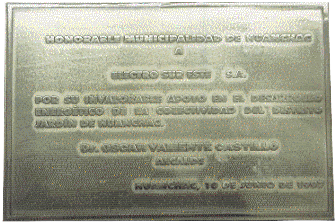 HONORABLE MUNICIPALIDAD DE HUANCHAC
A
ELECTRO SUR ESTE S.A.
POR SU INVALORABLE APOYO EN EL DESARROLLO
ENERGETICO DE LA COLECTIVIDAD DEL DISTRITO
JARDIN DE HUANCHAC.
Dr. OSCAR VALIENTE CASTILLO
ALCALDE
HUANCHAC, DE JUNIO DE